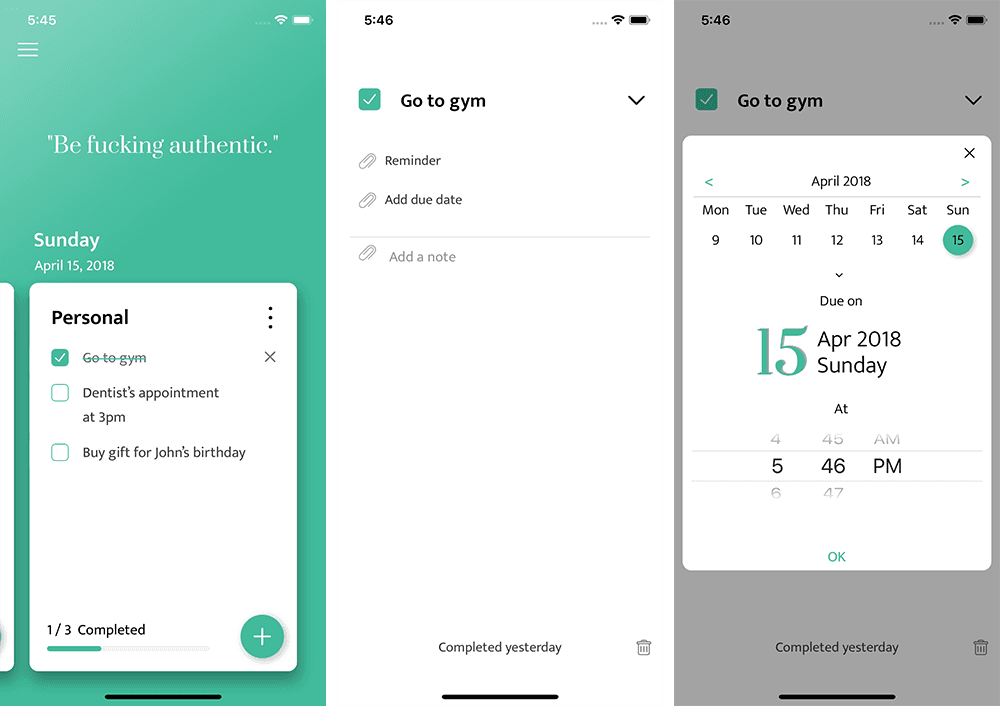 5:45
"Be fucking authentic."
Sunday
April 15, 2018
Personal
Go to gym
Dentist's appointment
at 3pm
Buy gift for John's birthday
1 / 3 Completed
5:46
Go to gym
Reminder
Add due date
Add a note
Completed yesterday
5:46
Go to gym
< April 2018 >
Mon Tue Wed Thu Fri Sat Sun
9 10 11 12 13 14 15
Due on
15 Apr 2018
Sunday
At
4 45 AM
5 46 PM
6 47
OK
Completed yesterday